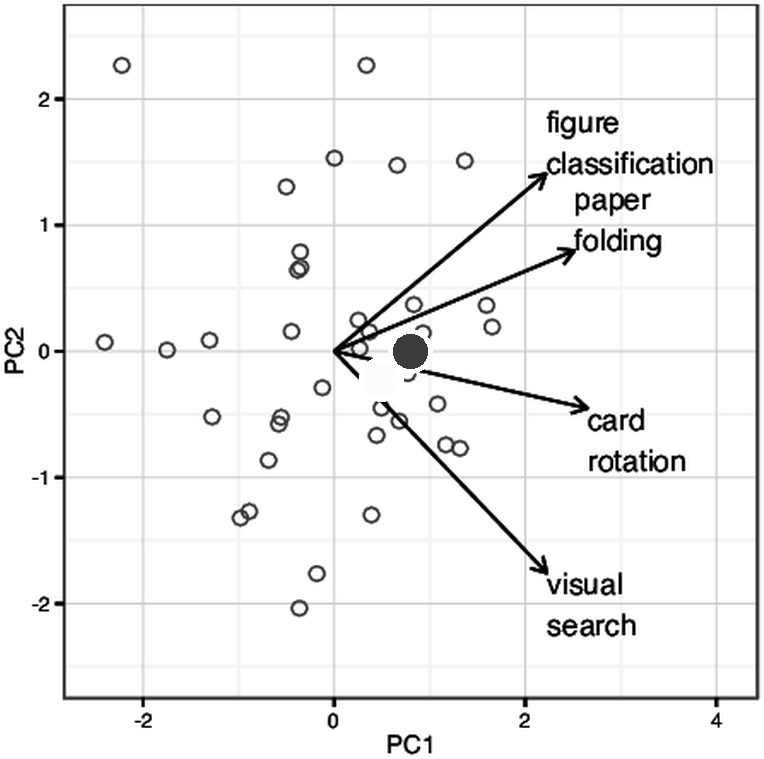 figure
classification
paper
folding
card
rotation
visual
search
2
1
0
-1
-2
PC2
-2
0
2
4
PC1